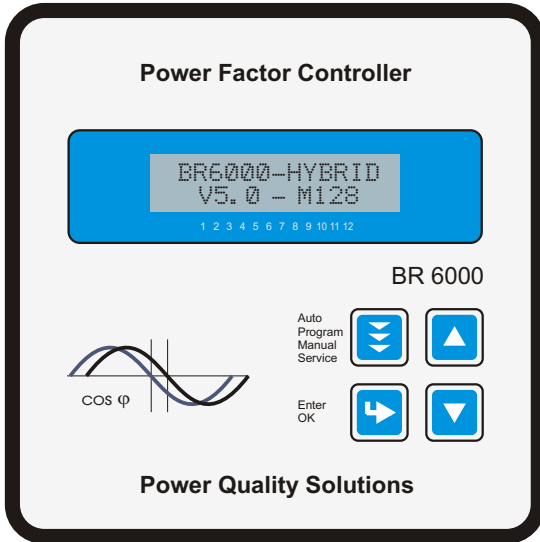 Power Factor Controller
BR6000-HYBRID
V5.0 - M128
1 2 3 4 5 6 7 8 9 10 11 12
BR 6000
Auto
Program
Manual
Service
cos φ
Enter
OK
Power Quality Solutions